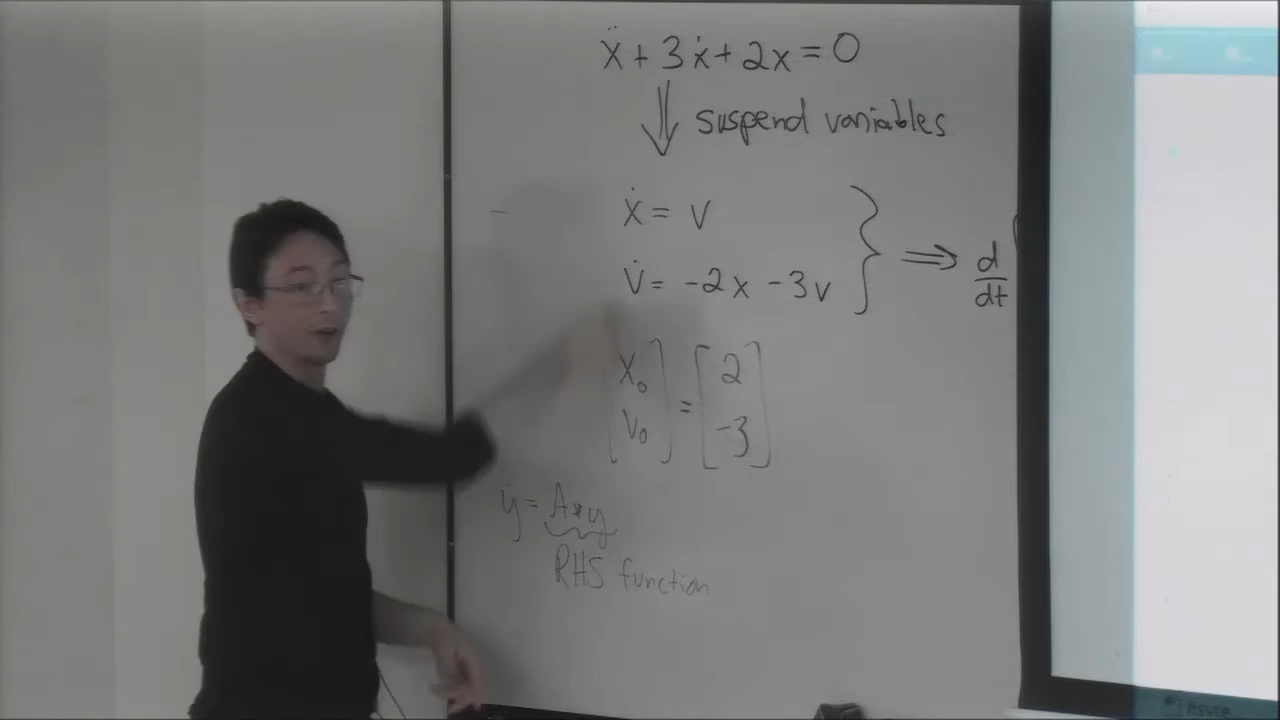 ẍ + 3ẋ + 2x = 0
⇓ suspend variables
ẋ = v
v̇ = -2x - 3v } ⇒ d/dt
[x₀ v₀] = [2 -3]
ẏ = A*y
RHS function